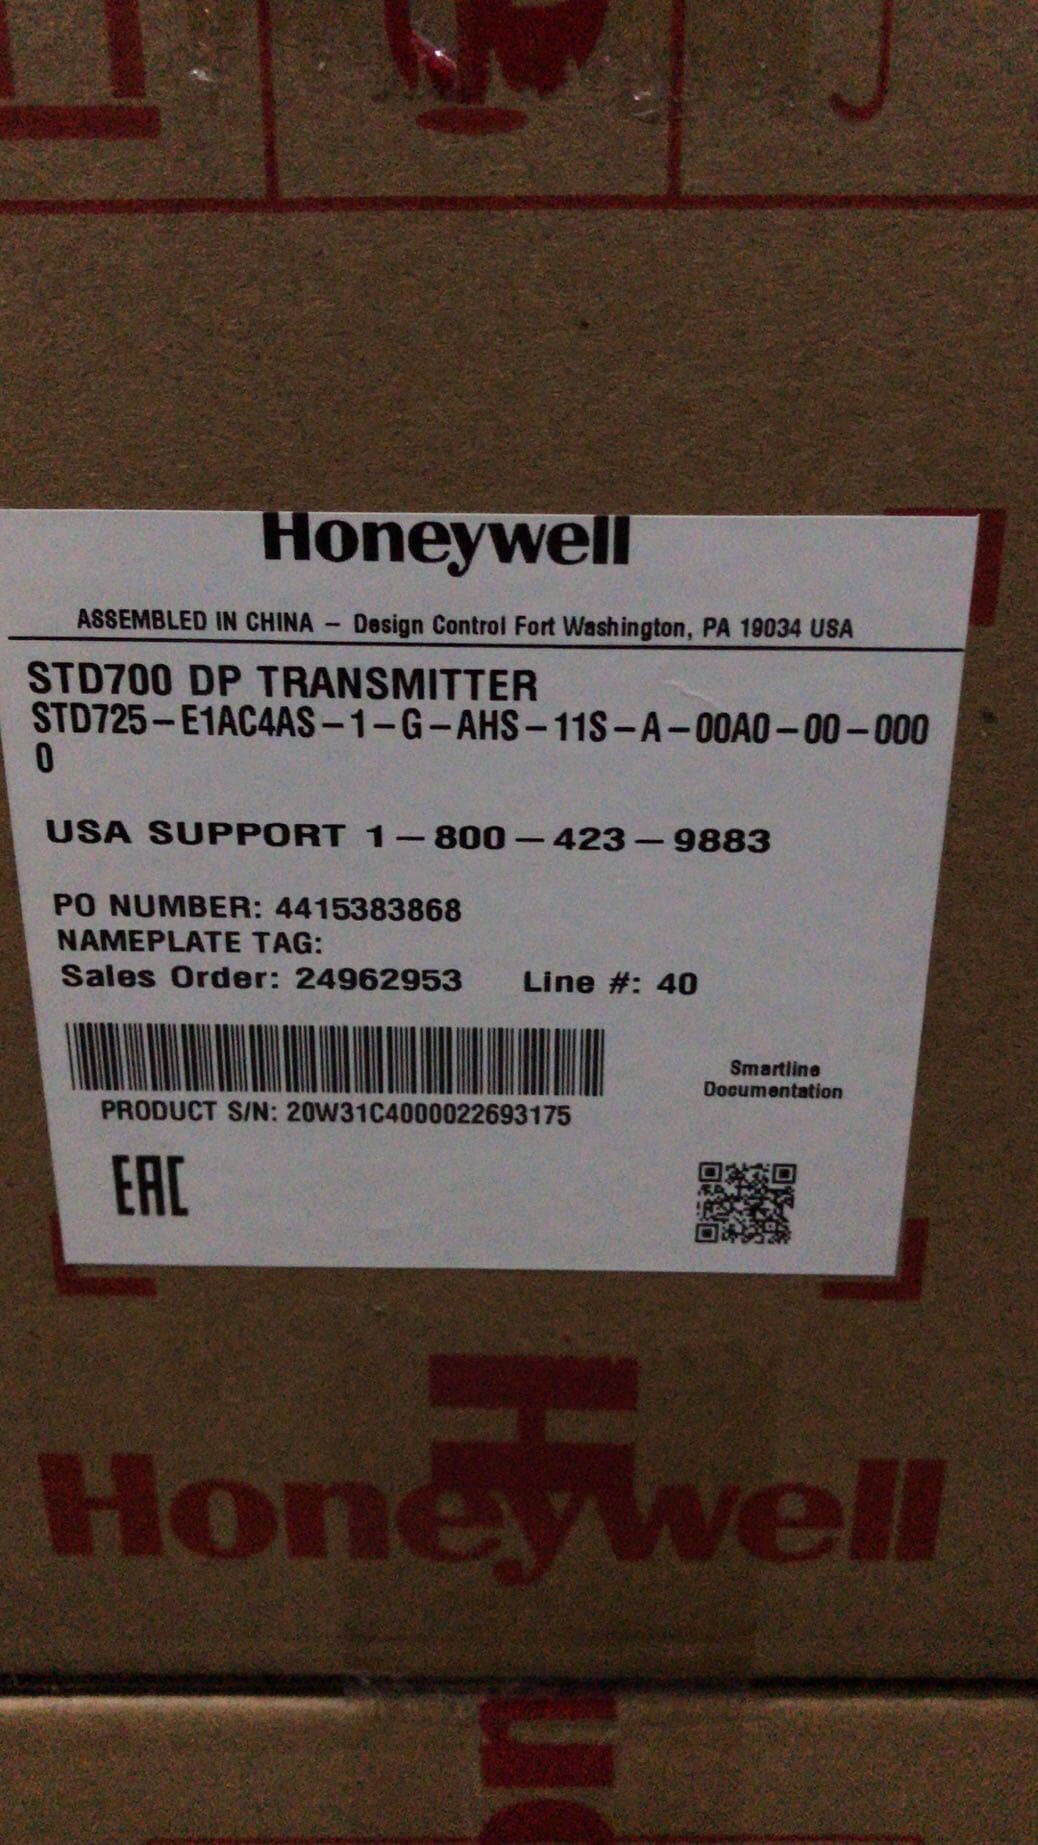 Honeywell
ASSEMBLED IN CHINA – Design Control Fort Washington, PA 19034 USA
STD700 DP TRANSMITTER
STD725–E1AC4AS–1–G–AHS–11S–A–00A0–00–000
0
USA SUPPORT 1–800–423–9883
PO NUMBER: 4415383868
NAMEPLATE TAG:
Sales Order: 24962953 Line #: 40
Smartline
Documentation
PRODUCT S/N: 20W31C4000022693175
EAC
Honeywell